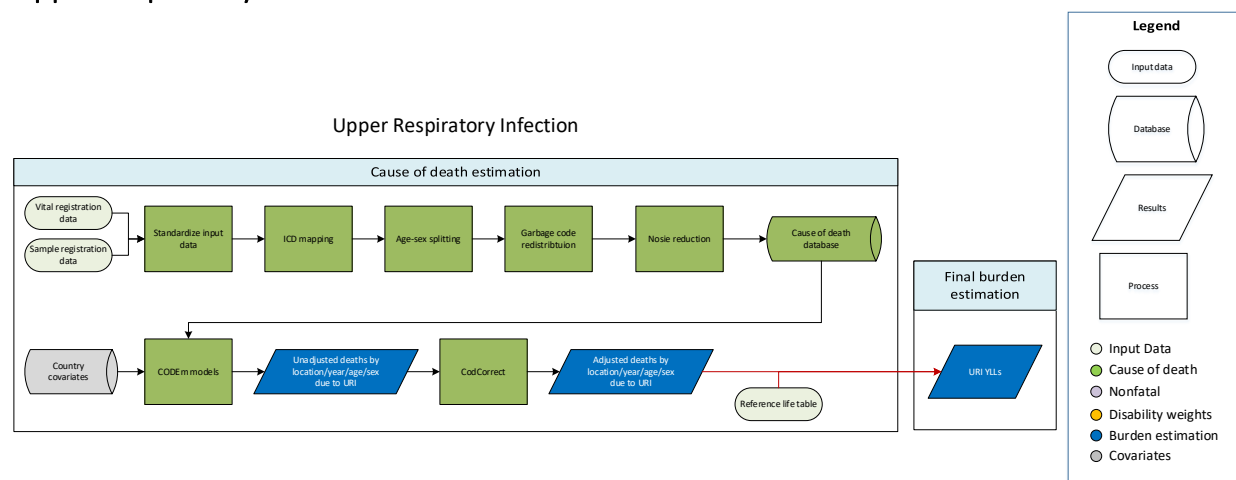 Legend
Input data
Database
Results
Process
Input Data
Cause of death
Nonfatal
Disability weights
Burden estimation
Covariates
Upper Respiratory Infection
Cause of death estimation
Vital registration
data
Sample registration
data
Standardize input
data
ICD mapping
Age-sex splitting
Garbage code
redistribtuion
Nosie reduction
Cause of death
database
Country
covariates
CODEm models
Unadjusted deaths by
location/year/age/sex
due to URI
CodCorrect
Adjusted deaths by
location/year/age/sex
due to URI
Reference life table
Final burden
estimation
URI YLLs